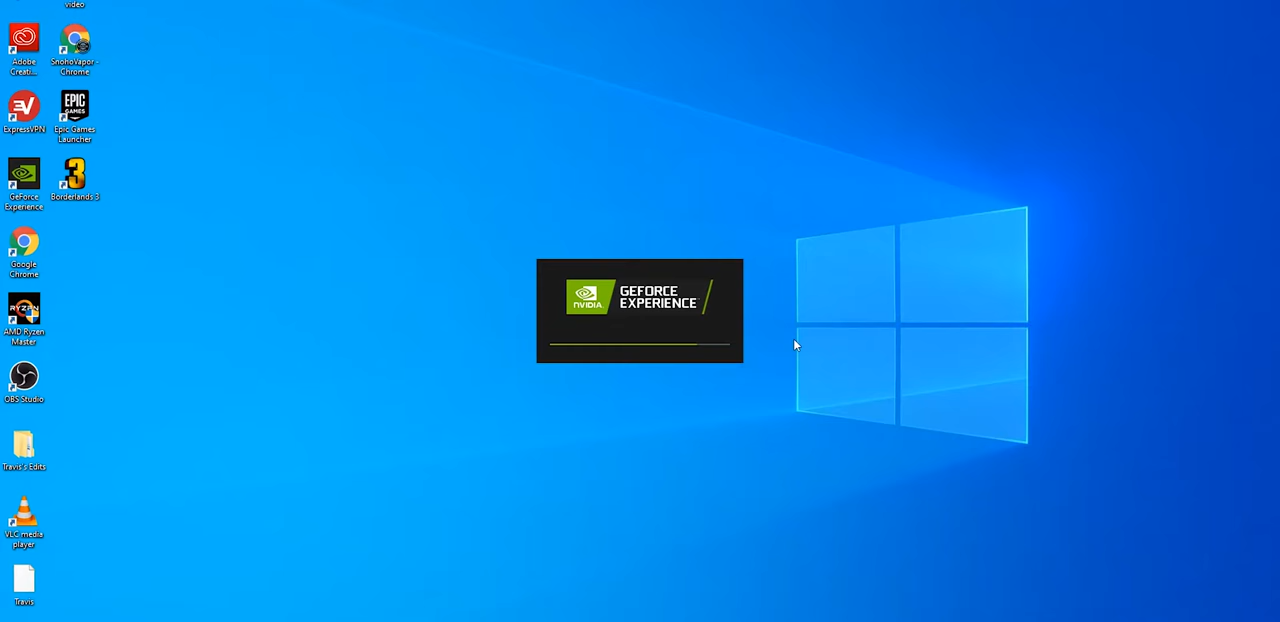 video
Adobe
Creati...
SnohoVapor -
Chrome
ExpressVPN
EPIC
GAMES
Epic Games
Launcher
GeForce
Experience
3
Borderlands 3
Google
Chrome
RYZEN
AMD Ryzen
Master
OBS Studio
Travis's Edits
VLC media
player
Travis
NVIDIA
GEFORCE
EXPERIENCE